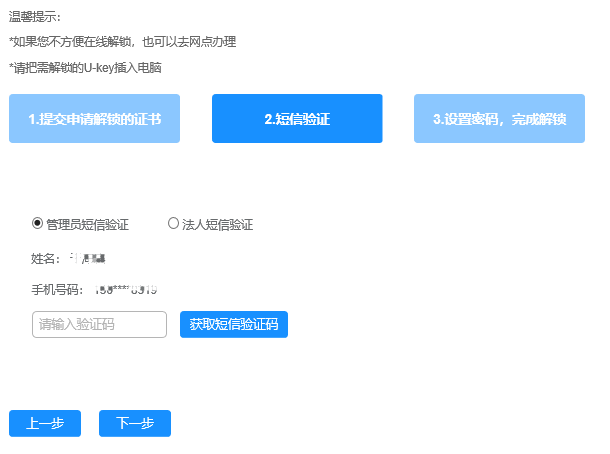 温馨提示:
*如果您不方便在线解锁，也可以去网点办理
*请把需解锁的U-key插入电脑
1.提交申请解锁的证书 2.短信验证 3.设置密码，完成解锁
管理员短信验证 法人短信验证
姓名：
手机号码：
请输入验证码 获取短信验证码
上一步 下一步